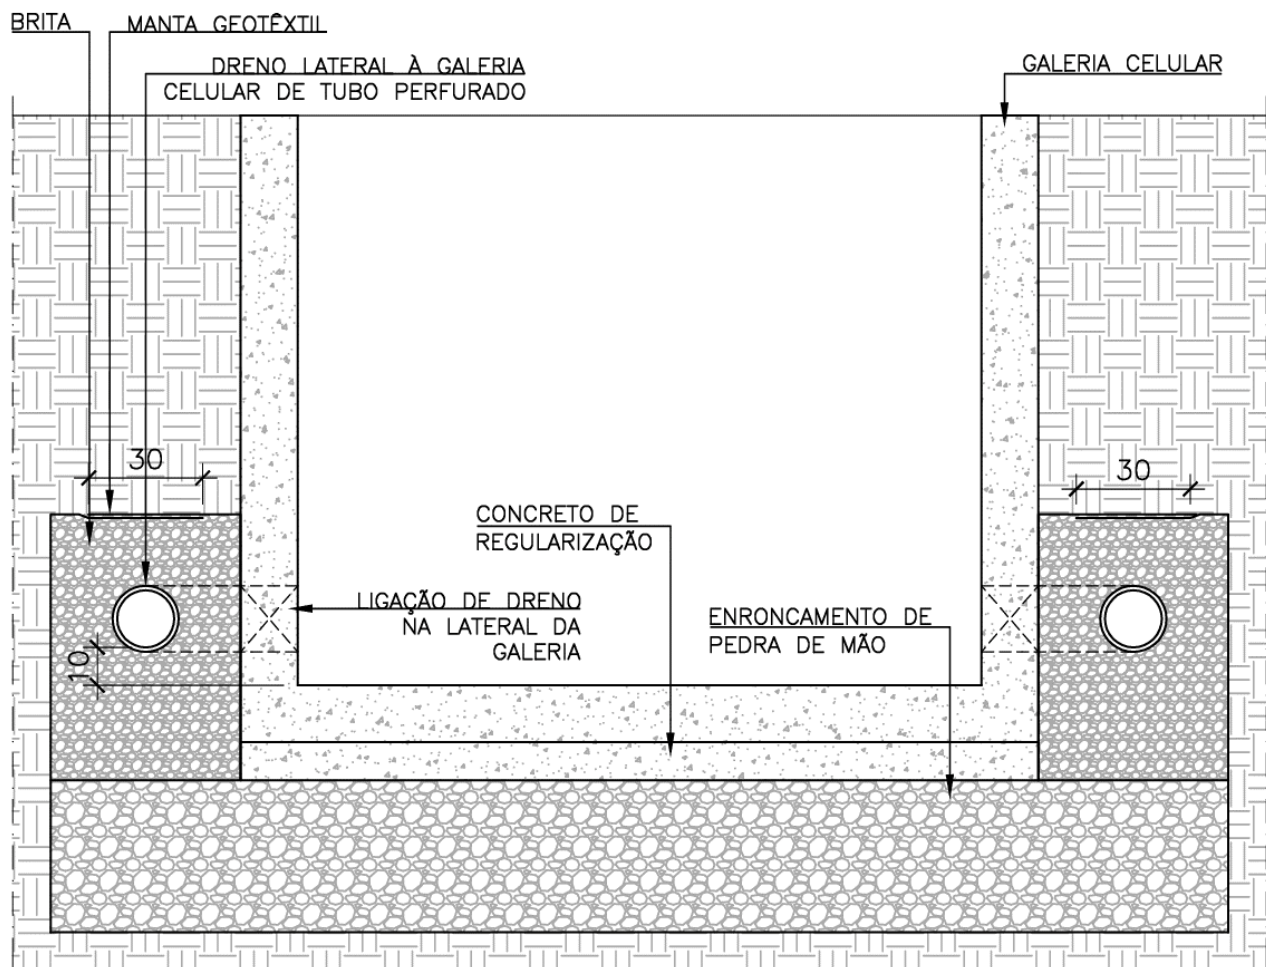 BRITA
MANTA GEOTÊXTIL
DRENO LATERAL À GALERIA
CELULAR DE TUBO PERFURADO
GALERIA CELULAR
30
30
CONCRETO DE
REGULARIZAÇÃO
LIGAÇÃO DE DRENO
NA LATERAL DA
GALERIA
ENRONCAMENTO DE
PEDRA DE MÃO
10